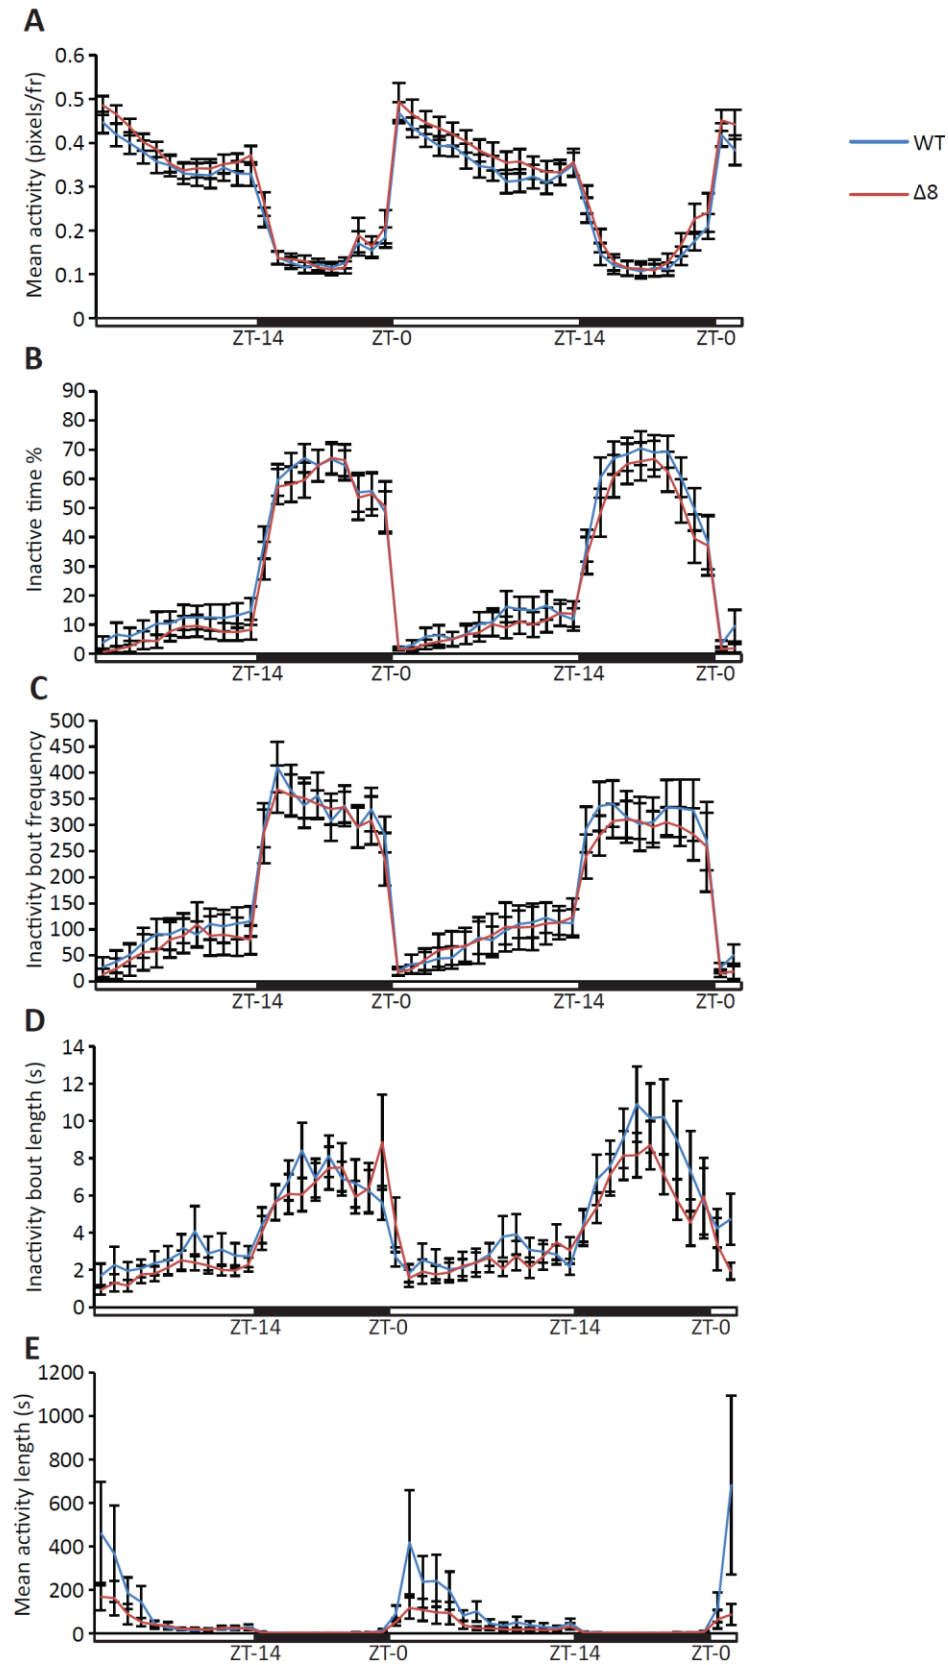 A
Mean activity (pixels/fr)
0.6
0.5
0.4
0.3
0.2
0.1
0
ZT-14 ZT-0 ZT-14 ZT-0
WT
Δ8
B
Inactive time %
90
80
70
60
50
40
30
20
10
0
ZT-14 ZT-0 ZT-14 ZT-0
C
Inactivity bout frequency
500
450
400
350
300
250
200
150
100
50
0
ZT-14 ZT-0 ZT-14 ZT-0
D
Inactivity bout length (s)
14
12
10
8
6
4
2
0
ZT-14 ZT-0 ZT-14 ZT-0
E
Mean activity length (s)
1200
1000
800
600
400
200
0
ZT-14 ZT-0 ZT-14 ZT-0